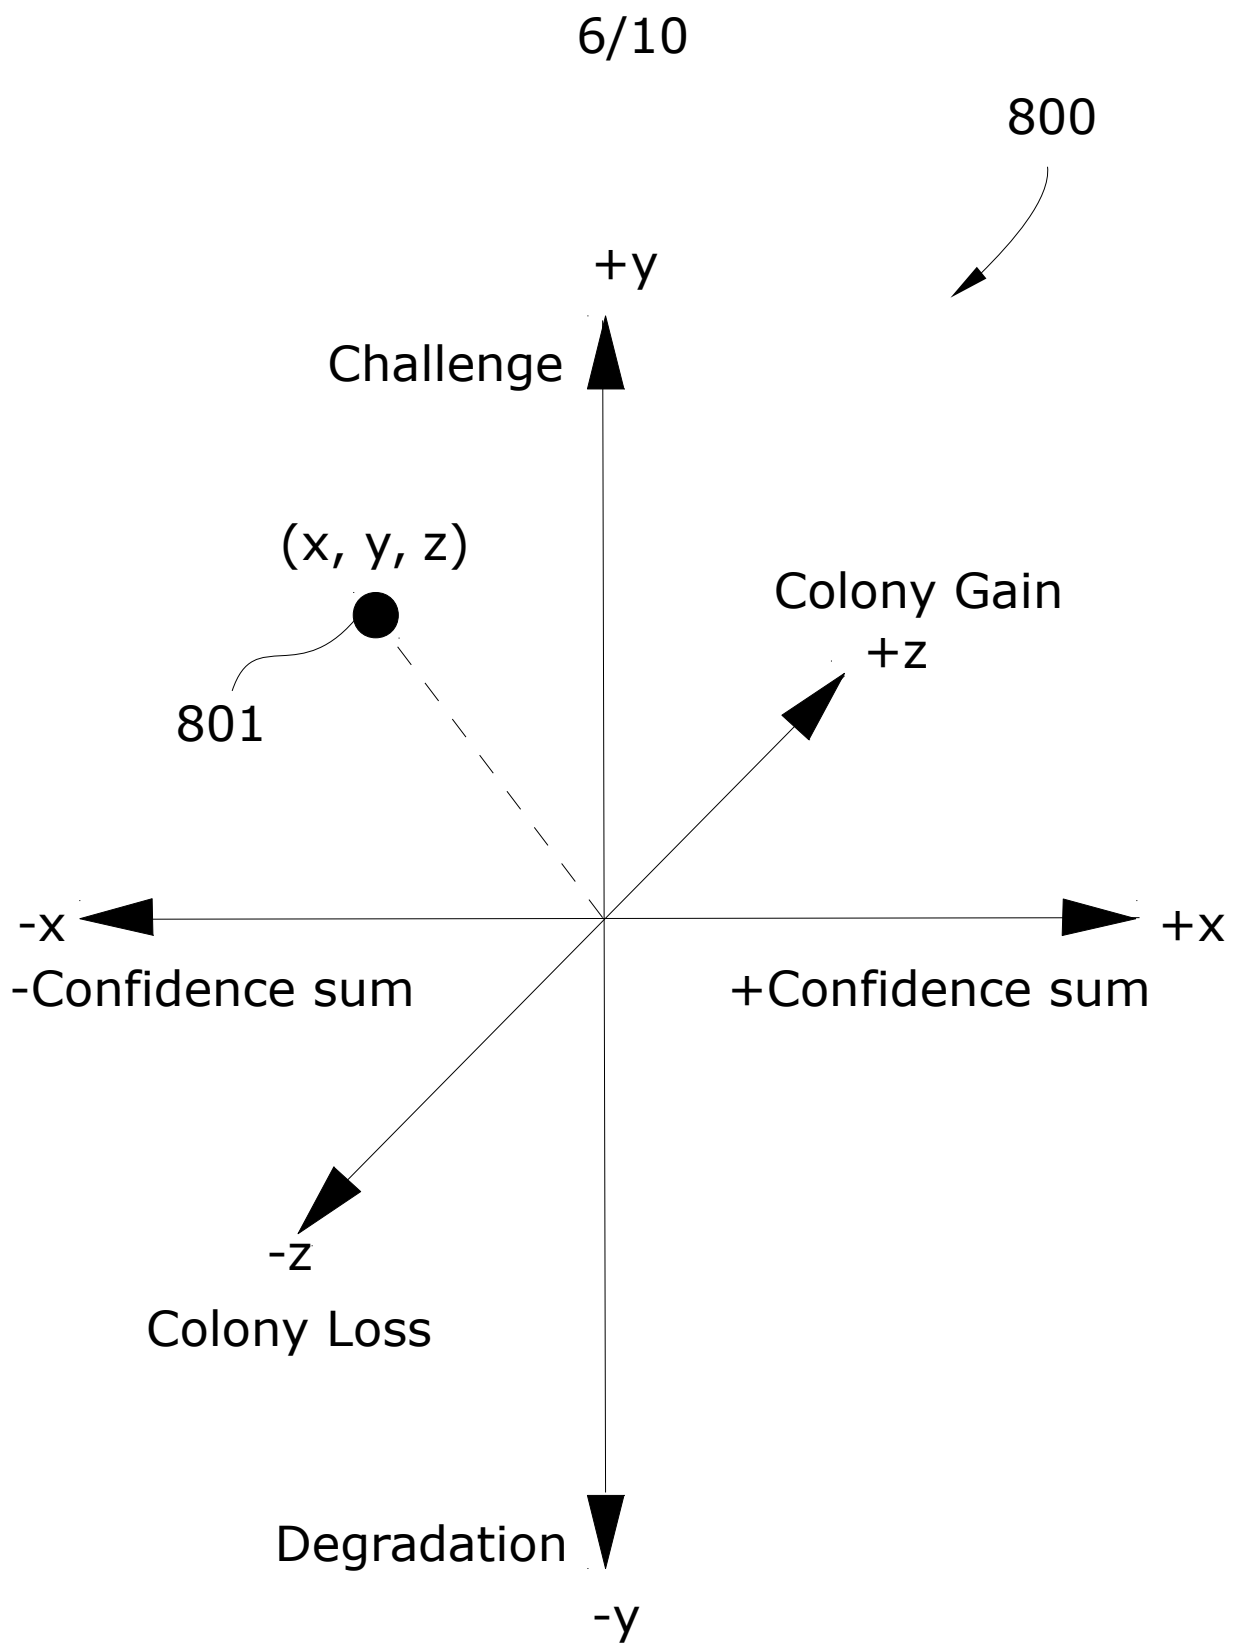 6/10
800
+y
Challenge
(x, y, z)
Colony Gain
+z
801
-x
+x
-Confidence sum
+Confidence sum
-z
Colony Loss
Degradation
-y